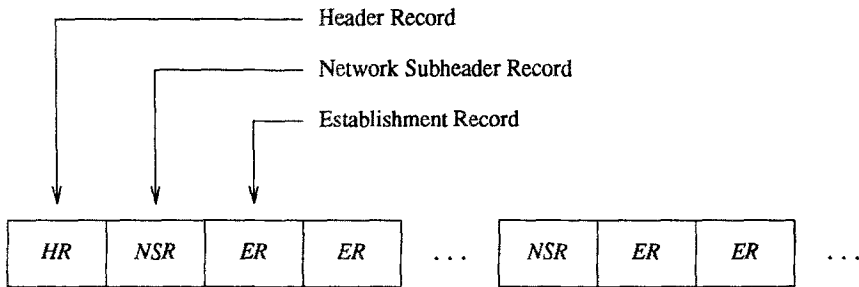 Header Record
Network Subheader Record
Establishment Record
HR NSR ER ER ... NSR ER ER ...